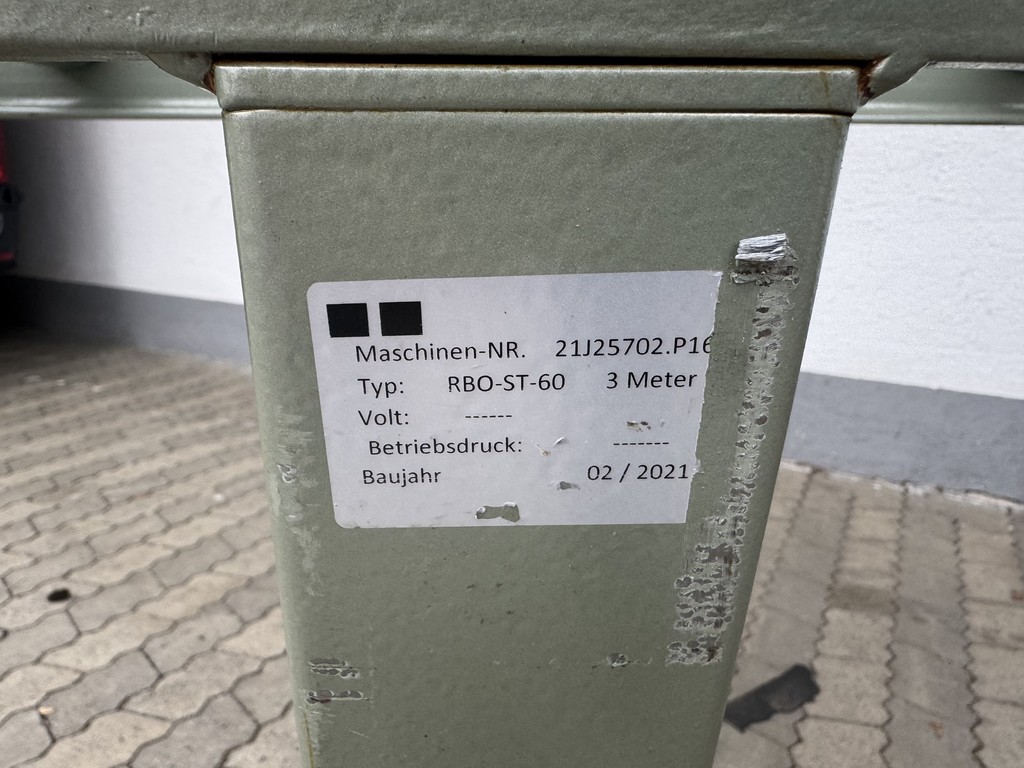 Maschinen-NR. 21J25702.P16
Typ: RBO-ST-60 3 Meter
Volt: ------
Betriebsdruck: -------
Baujahr 02 / 2021